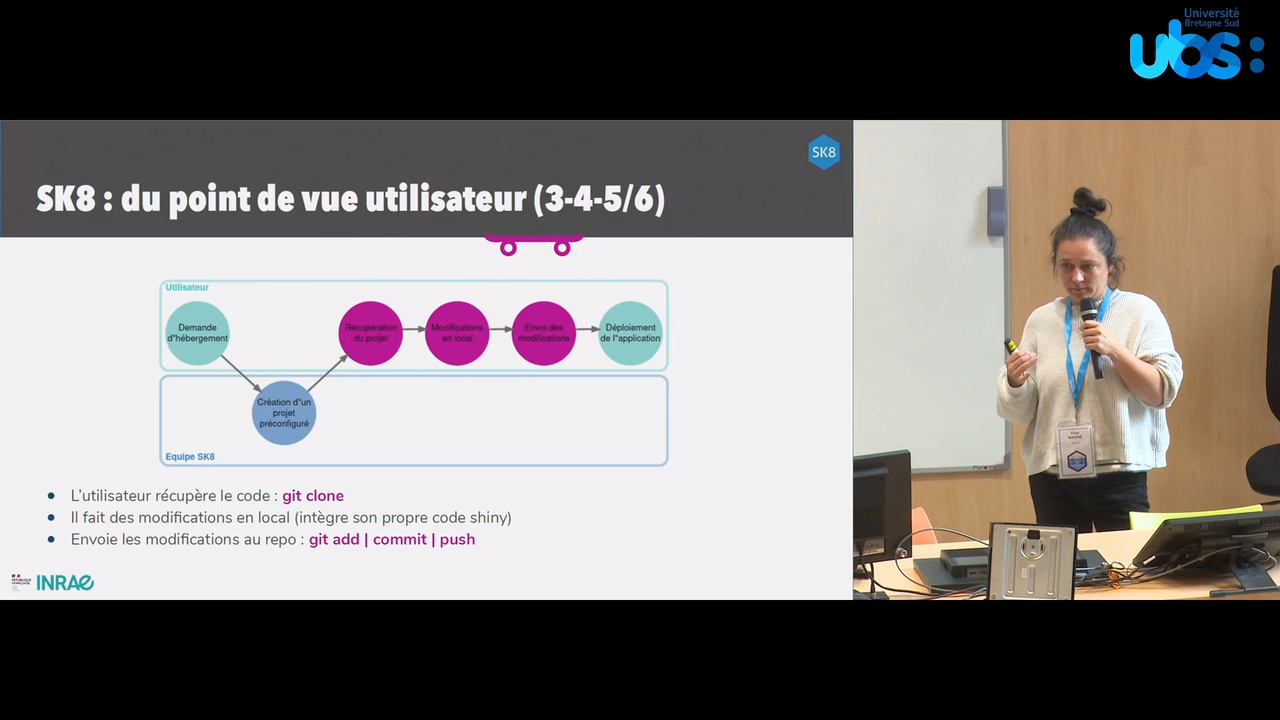 Université
Bretagne Sud
ubs:
SK8
SK8 : du point de vue utilisateur (3-4-5/6)
Utilisateur
Demande
d"hébergement
Récupération
du projet
Modifications
en local
Envoi des
modifications
Déploiement
de l"application
Création d"un
projet
préconfiguré
Equipe SK8
L'utilisateur récupère le code : git clone
Il fait des modifications en local (intègre son propre code shiny)
Envoie les modifications au repo : git add | commit | push
RÉPUBLIQUE
FRANÇAISE
INRAE